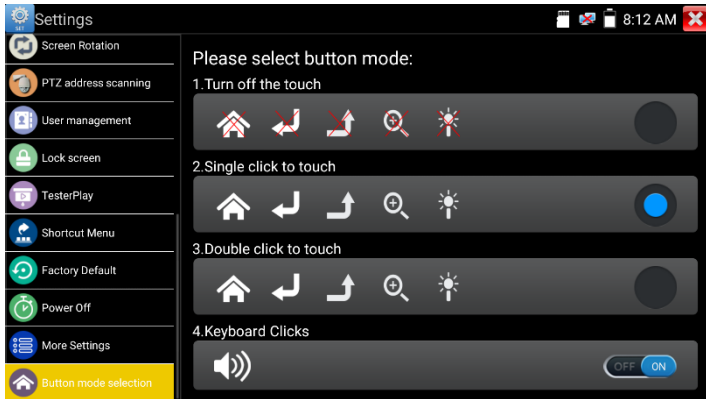 SET
Settings
8:12 AM
Screen Rotation
PTZ address scanning
User management
Lock screen
TesterPlay
Shortcut Menu
Factory Default
Power Off
More Settings
Button mode selection
Please select button mode:
1.Turn off the touch
2.Single click to touch
3.Double click to touch
4.Keyboard Clicks
OFF ON